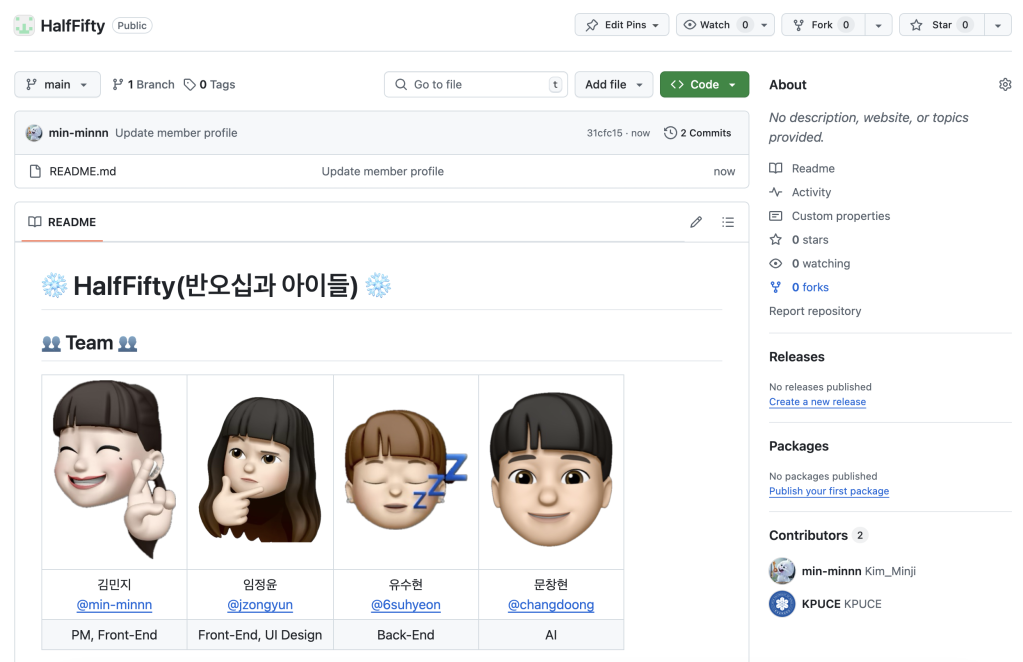 HalfFifty Public
Edit Pins Watch 0 Fork 0 Star 0
main 1 Branch 0 Tags Go to file t Add file Code
min-minnn Update member profile 31cfc15 · now 2 Commits
README.md Update member profile now
README
HalfFifty(반오십과 아이들)
Team
ZZZ
김민지 임정윤 유수현 문창현
@min-minnn @jzongyun @6suhyeon @changdoong
PM, Front-End Front-End, UI Design Back-End AI
About
No description, website, or topics
provided.
Readme
Activity
Custom properties
0 stars
0 watching
0 forks
Report repository
Releases
No releases published
Create a new release
Packages
No packages published
Publish your first package
Contributors 2
min-minnn Kim_Minji
KPUCE KPUCE